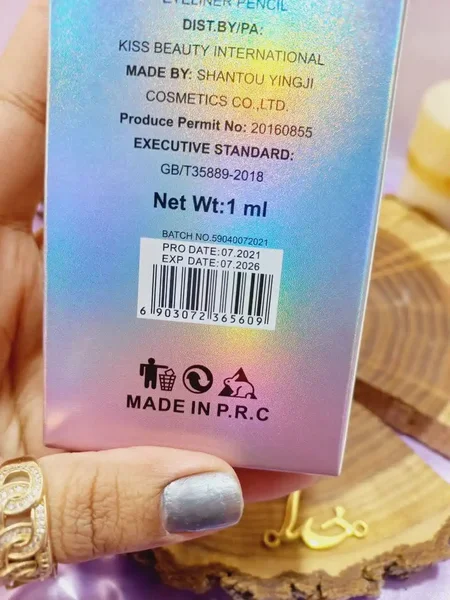 EYELINER PENCIL
DIST.BY/PA:
KISS BEAUTY INTERNATIONAL
MADE BY: SHANTOU YINGJI
COSMETICS CO.,LTD.
Produce Permit No: 20160855
EXECUTIVE STANDARD:
GB/T35889-2018
Net Wt:1 ml
BATCH NO.59040072021
PRO DATE:07.2021
EXP DATE:07.2026
6 903072 365609
MADE IN P.R.C